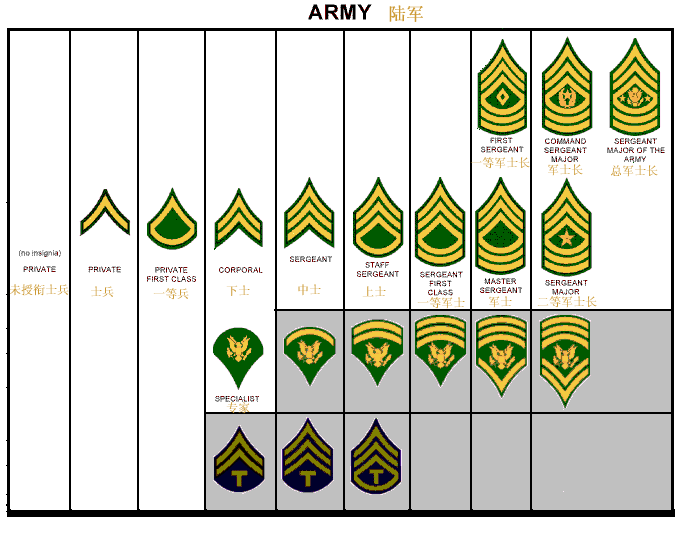 ARMY 陆军
FIRST
SERGEANT
一等军士长
COMMAND
SERGEANT
MAJOR
军士长
SERGEANT
MAJOR OF THE
ARMY
总军士长
(no insignia)
PRIVATE
未授衔士兵
PRIVATE
士兵
PRIVATE
FIRST CLASS
一等兵
CORPORAL
下士
SERGEANT
中士
STAFF
SERGEANT
上士
SERGEANT
FIRST
CLASS
一等军士
MASTER
SERGEANT
军士
SERGEANT
MAJOR
二等军士长
SPECIALIST
专家
T
T
T